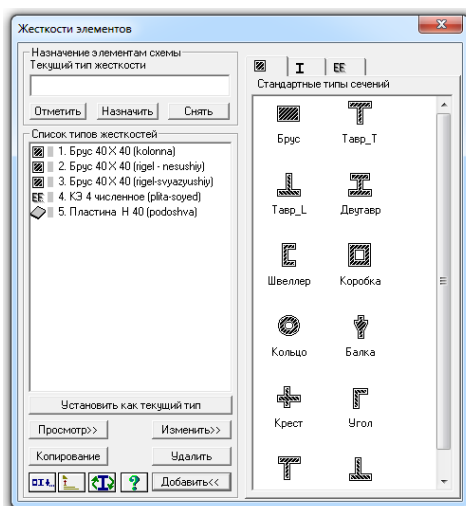 Жесткости элементов
Назначение элементам схемы
Текущий тип жесткости
Отметить
Назначить
Снять
Список типов жесткостей
1. Брус 40 X 40 (kolonna)
2. Брус 40 X 40 (rigel - nesushiy)
3. Брус 40 X 40 (rigel-svyazyushiy)
EE 4. КЭ 4 численное (plita-soyed)
5. Пластина H 40 (podoshva)
Установить как текущий тип
Просмотр>>
Изменить>>
Копирование
Удалить
?
Добавить<<
I
EE
Стандартные типы сечений
Брус
Тавр_T
Тавр_L
Двутавр
Швеллер
Коробка
Кольцо
Балка
Крест
Угол